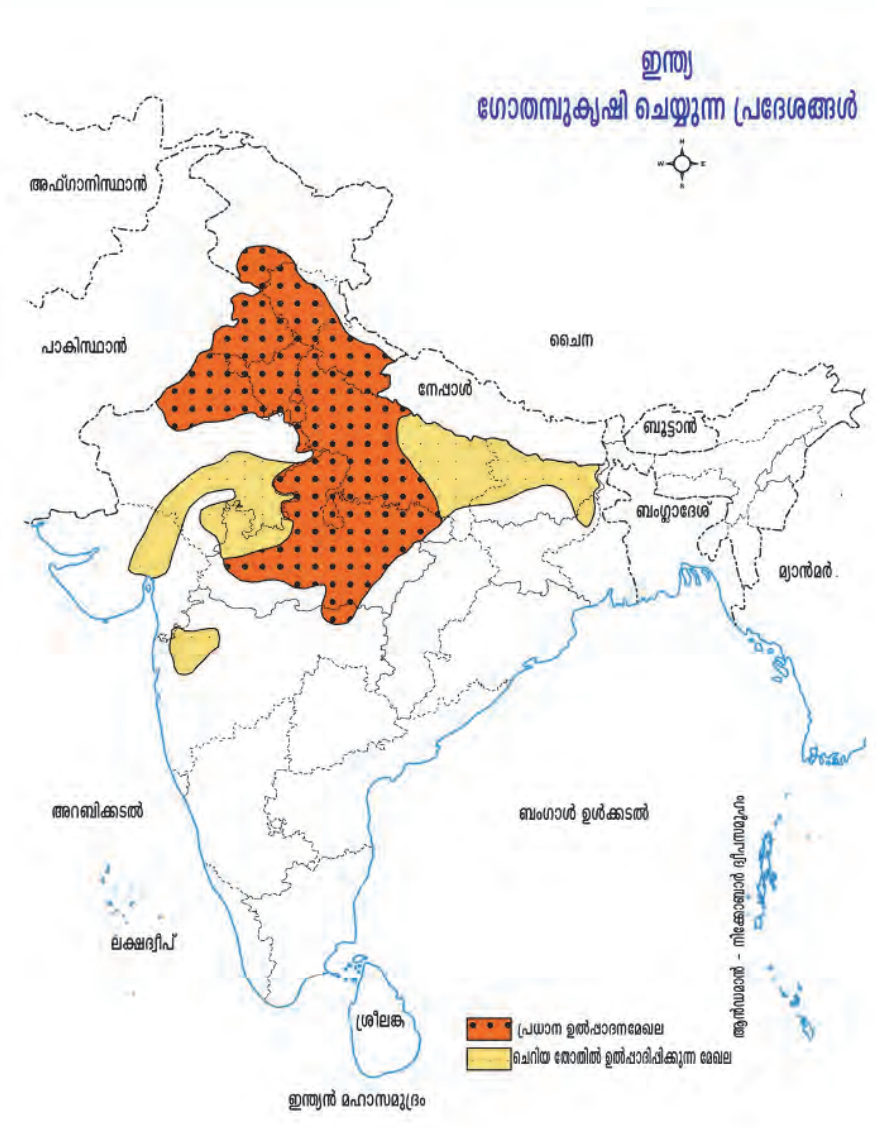 ഇന്ത്യ
ഗോതമ്പുകൃഷി ചെയ്യുന്ന പ്രദേശങ്ങൾ
N
W E
S
അഫ്ഗാനിസ്ഥാൻ
പാകിസ്ഥാൻ
ചൈന
നേപ്പാൾ
ഭൂട്ടാൻ
ബംഗ്ലാദേശ്
മ്യാൻമർ
അറബിക്കടൽ
ബംഗാൾ ഉൾക്കടൽ
ആൻഡമാൻ - നിക്കോബാർ ദ്വീപസമൂഹം
ലക്ഷദ്വീപ്
ശ്രീലങ്ക
പ്രധാന ഉൽപ്പാദനമേഖല
ചെറിയ തോതിൽ ഉൽപ്പാദിപ്പിക്കുന്ന മേഖല
ഇന്ത്യൻ മഹാസമുദ്രം